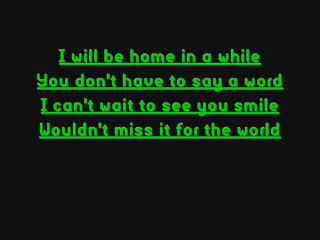 I will be home in a while
You don't have to say a word
I can't wait to see you smile
Wouldn't miss it for the world